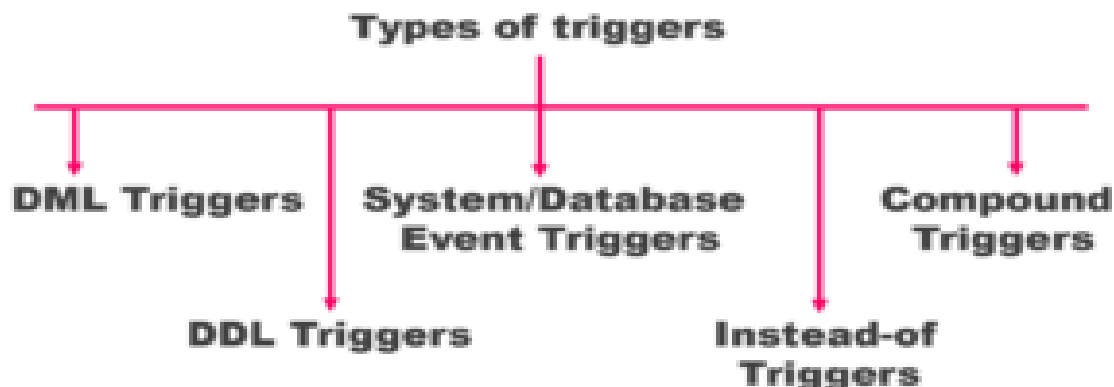 Types of triggers
DML Triggers
System/Database
Event Triggers
Compound
Triggers
DDL Triggers
Instead-of
Triggers